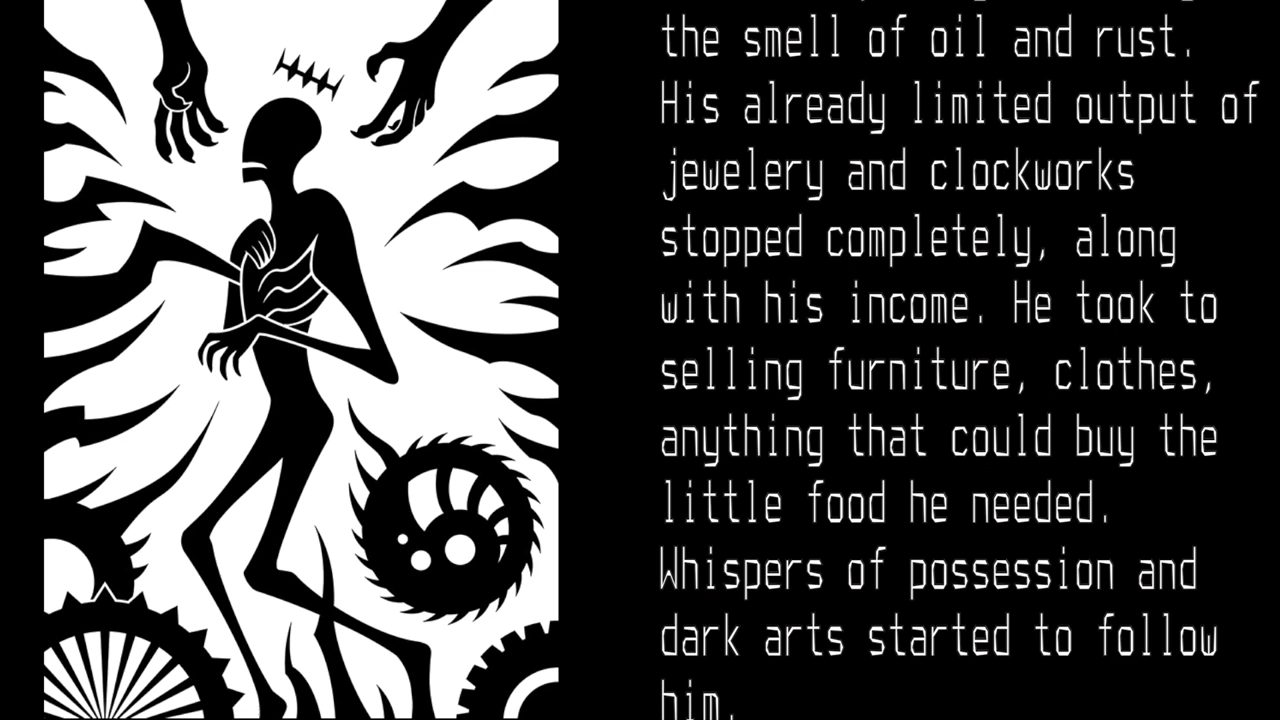 the smell of oil and rust.
His already limited output of
jewelery and clockworks
stopped completely, along
with his income. He took to
selling furniture, clothes,
anything that could buy the
little food he needed.
Whispers of possession and
dark arts started to follow
him.